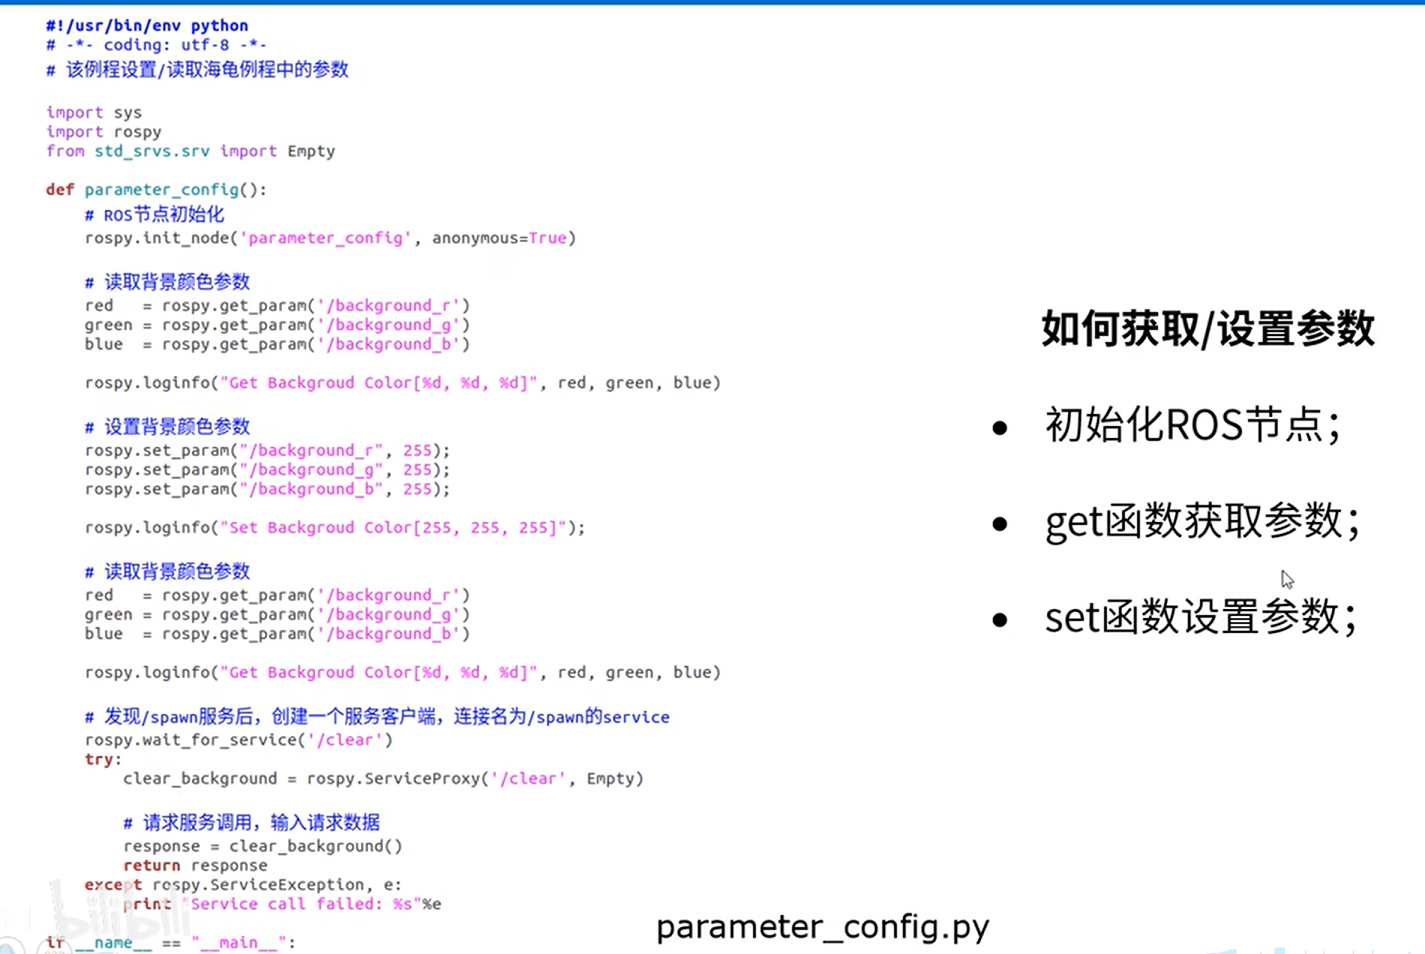 #!/usr/bin/env python
# -*- coding: utf-8 -*-
# 该例程设置/读取海龟例程中的参数
import sys
import rospy
from std_srvs.srv import Empty
def parameter_config():
# ROS节点初始化
rospy.init_node('parameter_config', anonymous=True)
# 读取背景颜色参数
red   = rospy.get_param('/background_r')
green = rospy.get_param('/background_g')
blue  = rospy.get_param('/background_b')
rospy.loginfo("Get Backgroud Color[%d, %d, %d]", red, green, blue)
# 设置背景颜色参数
rospy.set_param("/background_r", 255);
rospy.set_param("/background_g", 255);
rospy.set_param("/background_b", 255);
rospy.loginfo("Set Backgroud Color[255, 255, 255]");
# 读取背景颜色参数
red   = rospy.get_param('/background_r')
green = rospy.get_param('/background_g')
blue  = rospy.get_param('/background_b')
rospy.loginfo("Get Backgroud Color[%d, %d, %d]", red, green, blue)
# 发现/spawn服务后，创建一个服务客户端，连接名为/spawn的service
rospy.wait_for_service('/clear')
try:
clear_background = rospy.ServiceProxy('/clear', Empty)
# 请求服务调用，输入请求数据
response = clear_background()
return response
except rospy.ServiceException, e:
print "Service call failed: %s"%e
if __name__ == "__main__":
如何获取/设置参数
• 初始化ROS节点；
• get函数获取参数；
• set函数设置参数；
parameter_config.py
bilibili